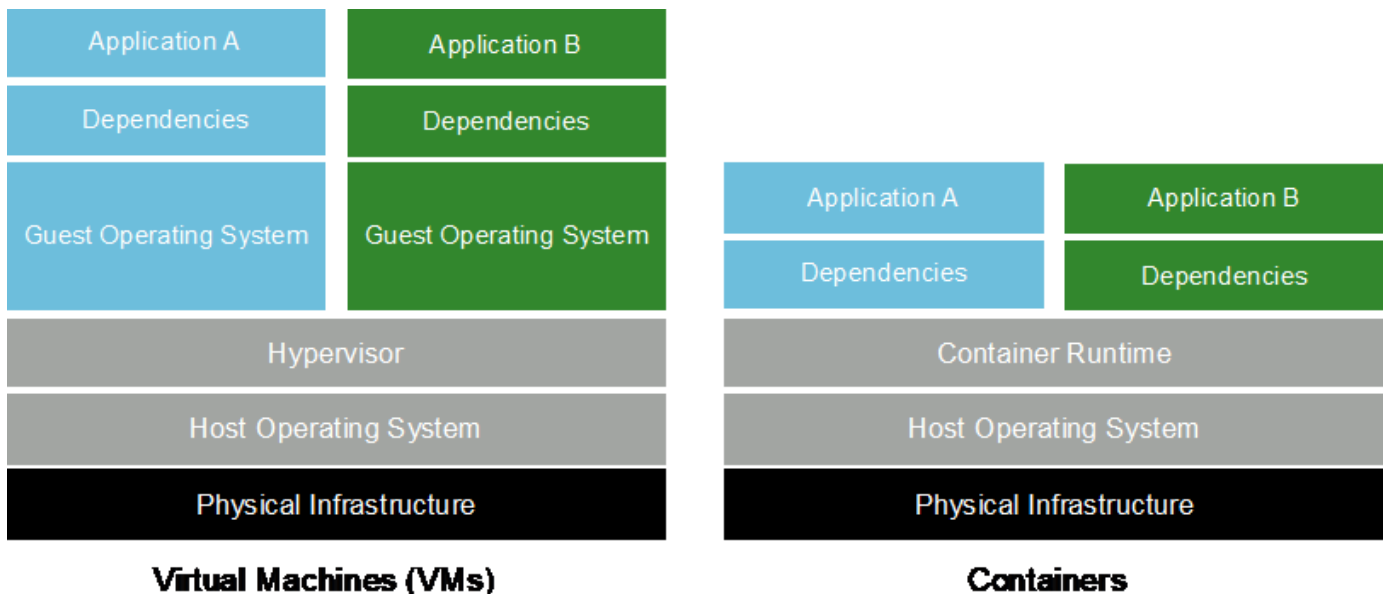 Application A
Application B
Dependencies
Dependencies
Guest Operating System
Guest Operating System
Hypervisor
Host Operating System
Physical Infrastructure
Virtual Machines (VMs)
Application A
Application B
Dependencies
Dependencies
Container Runtime
Host Operating System
Physical Infrastructure
Containers